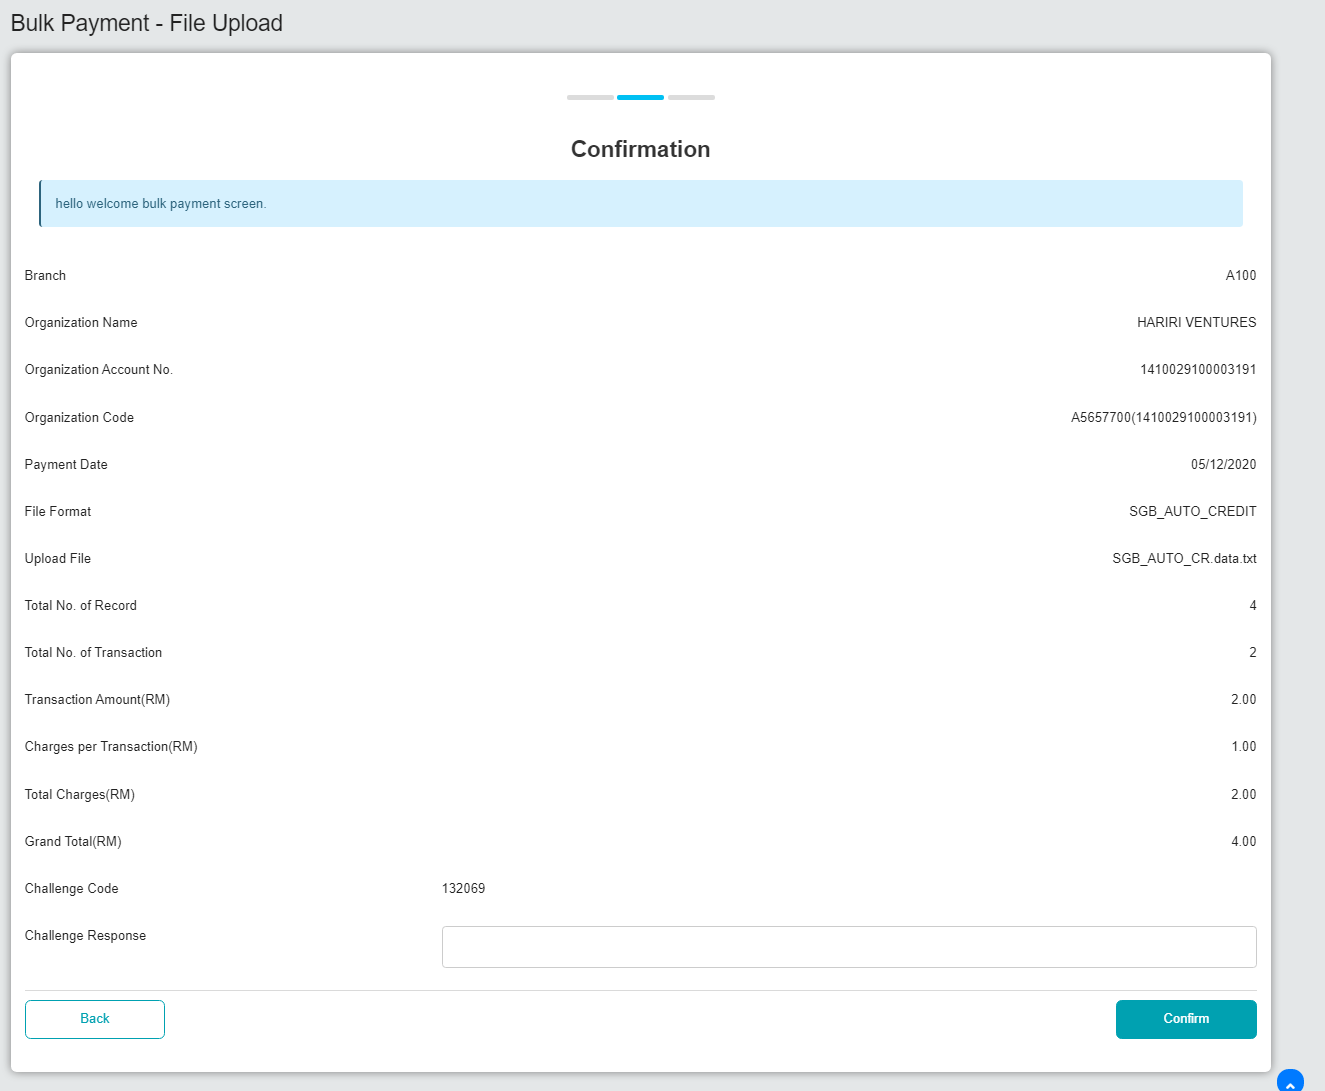 Bulk Payment - File Upload
Confirmation
hello welcome bulk payment screen.
Branch A100
Organization Name HARIRI VENTURES
Organization Account No. 1410029100003191
Organization Code A5657700(1410029100003191)
Payment Date 05/12/2020
File Format SGB_AUTO_CREDIT
Upload File SGB_AUTO_CR.data.txt
Total No. of Record 4
Total No. of Transaction 2
Transaction Amount(RM) 2.00
Charges per Transaction(RM) 1.00
Total Charges(RM) 2.00
Grand Total(RM) 4.00
Challenge Code 132069
Challenge Response
Back Confirm